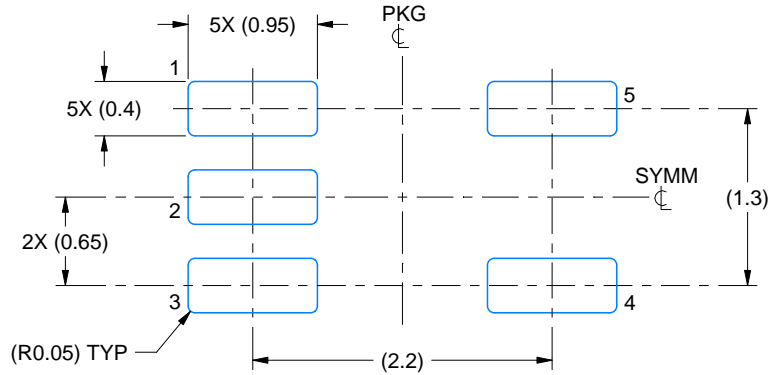 5X (0.95)
PKG
℄
1
5
5X (0.4)
SYMM
℄
(1.3)
2
2X (0.65)
3
4
(R0.05) TYP
(2.2)